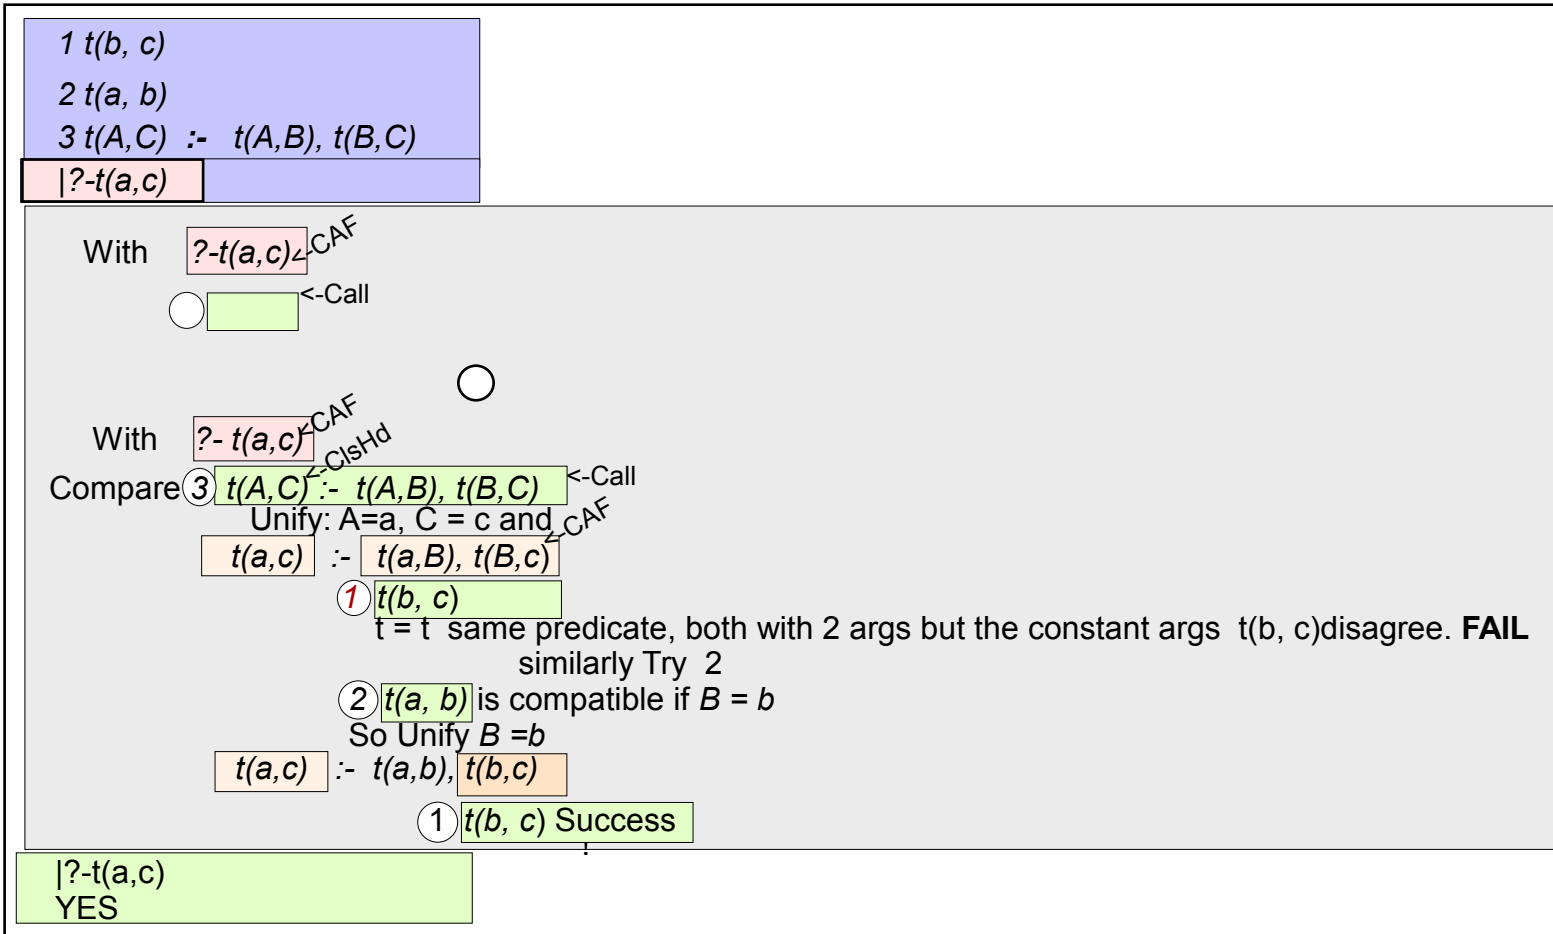 1 t(b, c)
2 t(a, b)
3 t(A,C) :- t(A,B), t(B,C)
|?-t(a,c)
With ?-t(a,c) <-CAF
<-Call
With ?- t(a,c) <-CAF
Compare 3 t(A,C) :- t(A,B), t(B,C) <-ClsHd <-Call
Unify: A=a, C = c and <-CAF
t(a,c) :- t(a,B), t(B,c)
1 t(b, c)
t = t same predicate, both with 2 args but the constant args t(b, c)disagree. FAIL
similarly Try 2
2 t(a, b) is compatible if B = b
So Unify B =b
t(a,c) :- t(a,b), t(b,c)
1 t(b, c) Success
!
|?-t(a,c)
YES